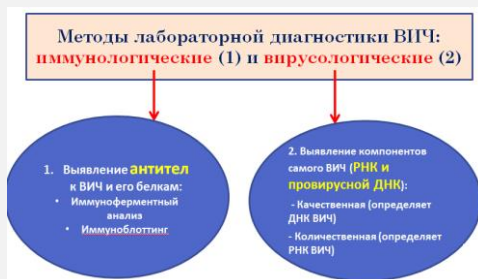 Методы лабораторной диагностики ВИЧ:
иммунологические (1) и вирусологические (2)
1. Выявление антител
к ВИЧ и его белкам:
• Иммуноферментный
анализ
• Иммуноблоттинг
2. Выявление компонентов
самого ВИЧ (РНК и
провирусной ДНК):
- Качественная (определяет
ДНК ВИЧ)
- Количественная (определяет
РНК ВИЧ)